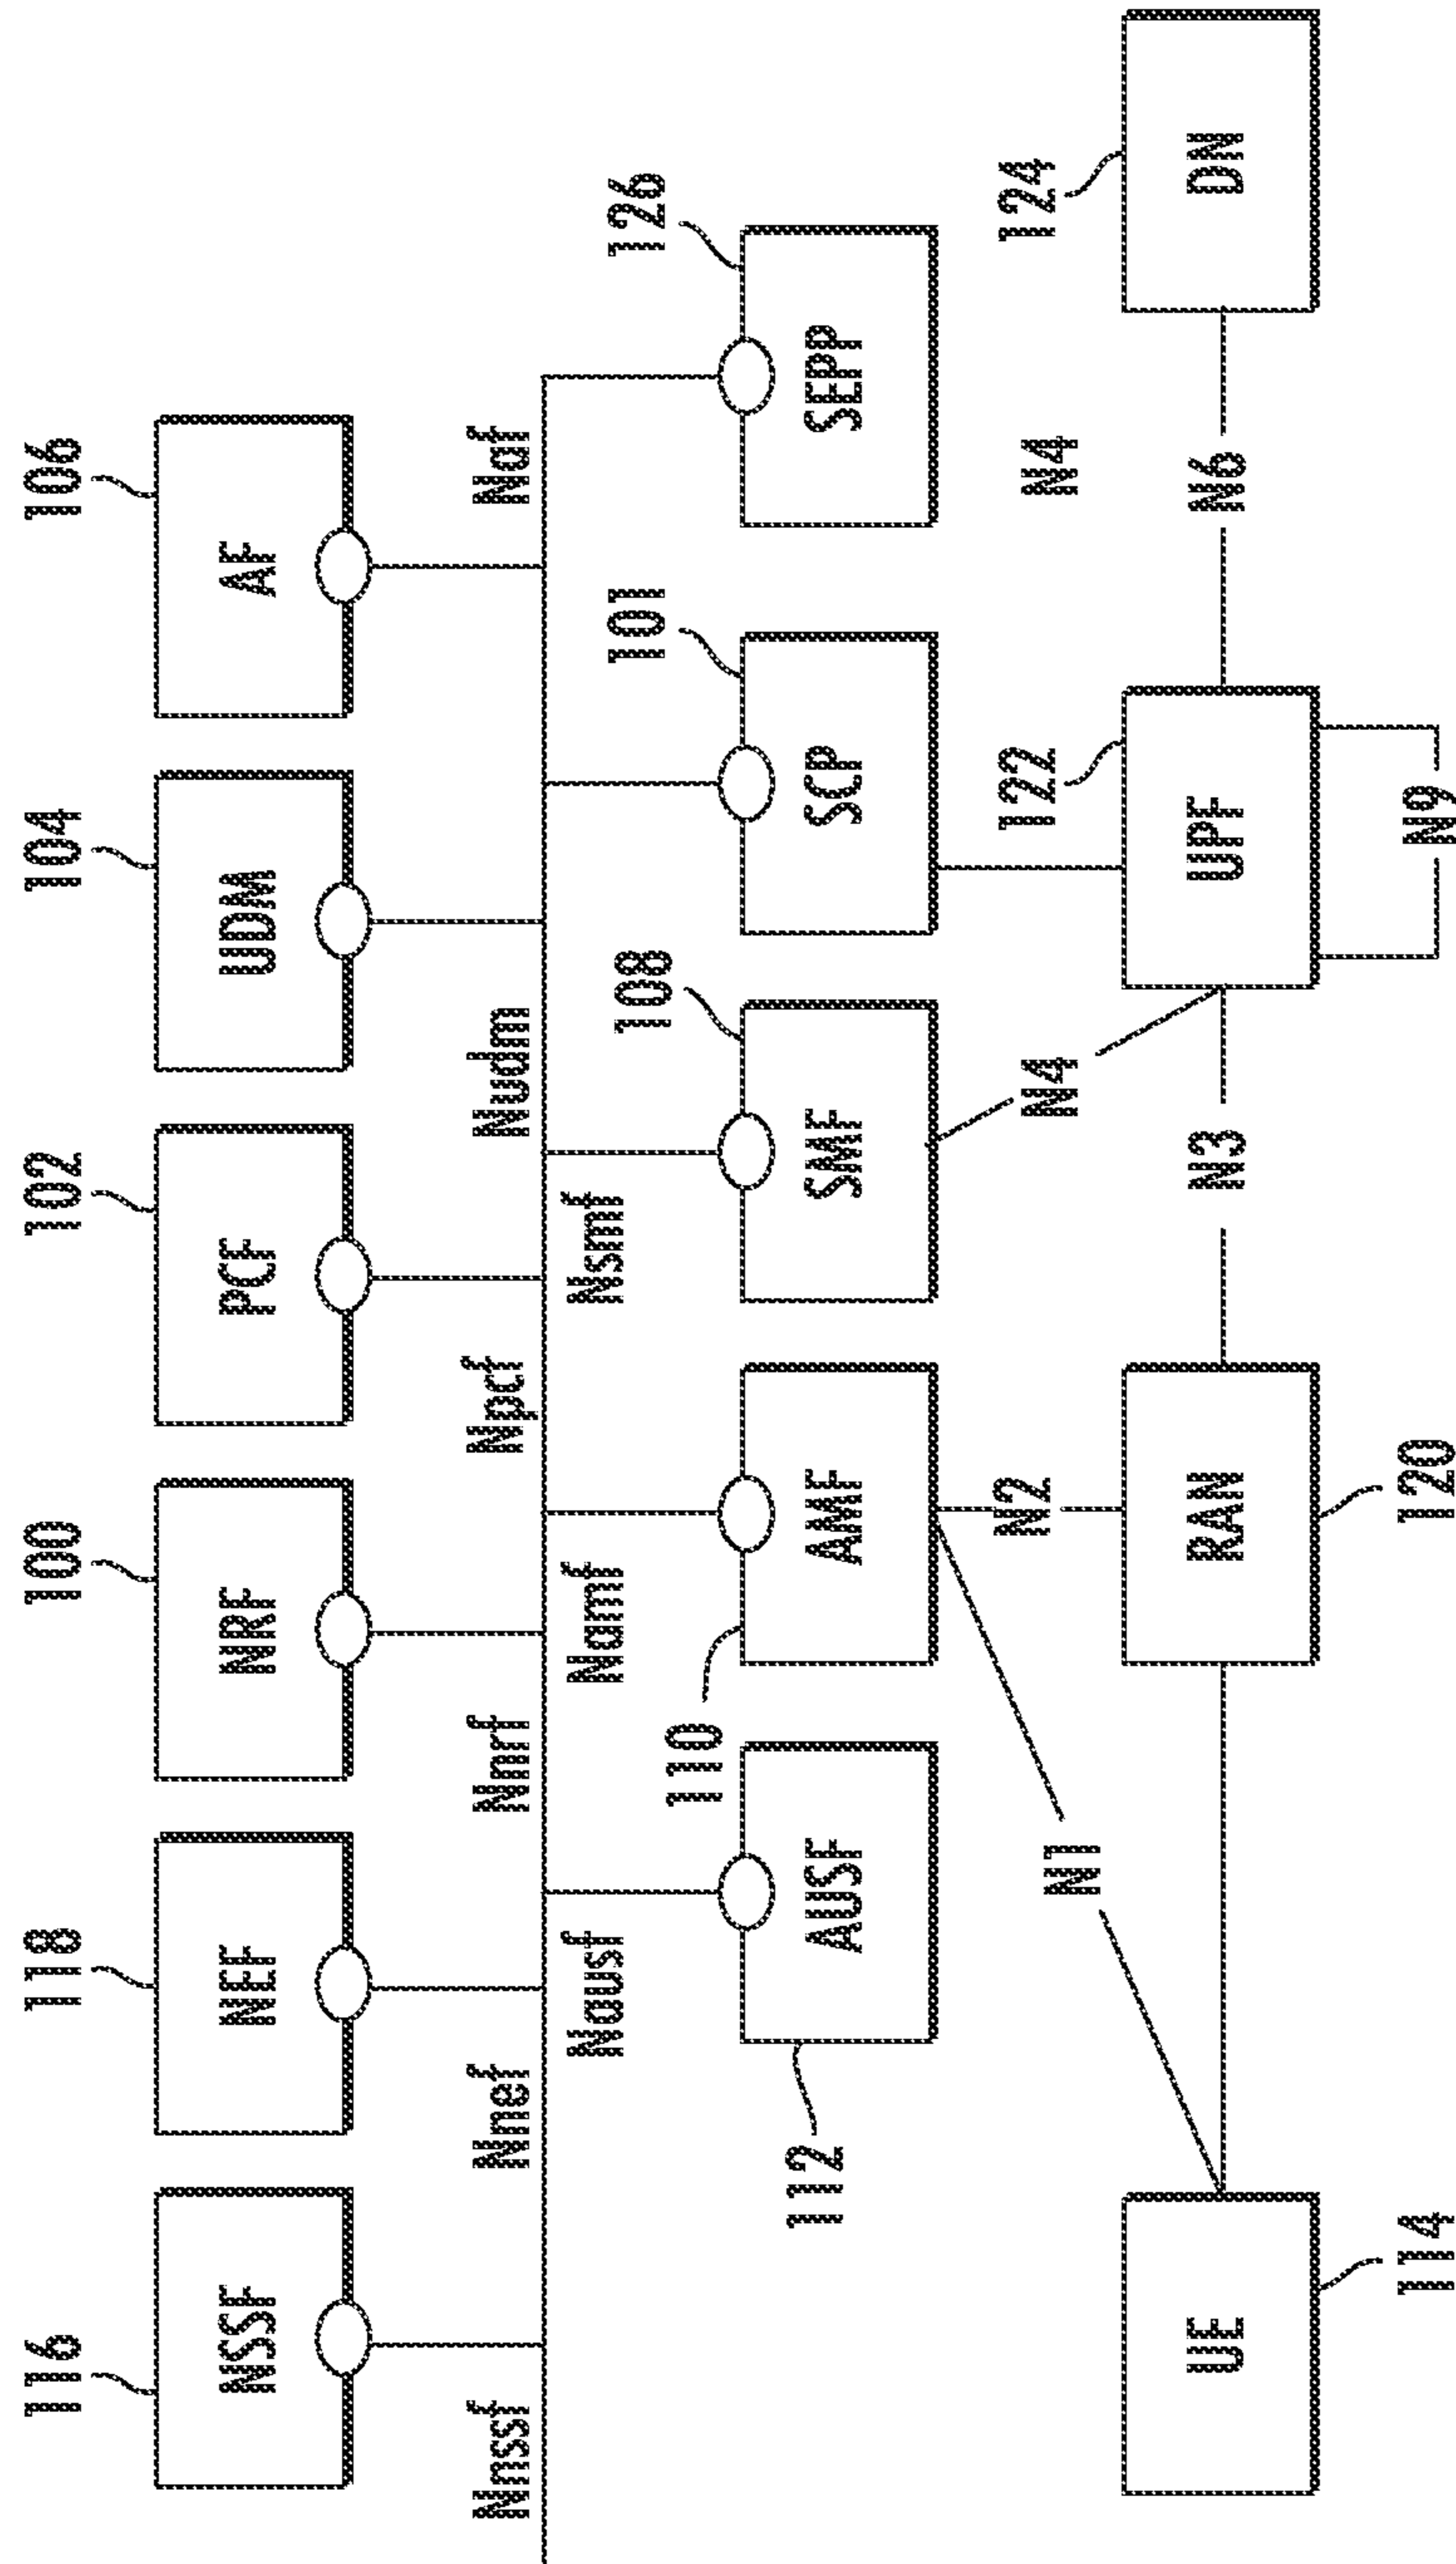 116
118
100
102
104
106
NSSF
NEF
NRF
PCF
UDM
AF
Nnssf
Nnef
Nnrf
Npcf
Nudm
Naf
Nausf
Namf
Nsmf
112
110
108
101
126
AUSF
AMF
SMF
SCP
SEPP
N1
N2
N4
N4
122
124
UE
RAN
N3
UPF
N6
DN
114
120
N9